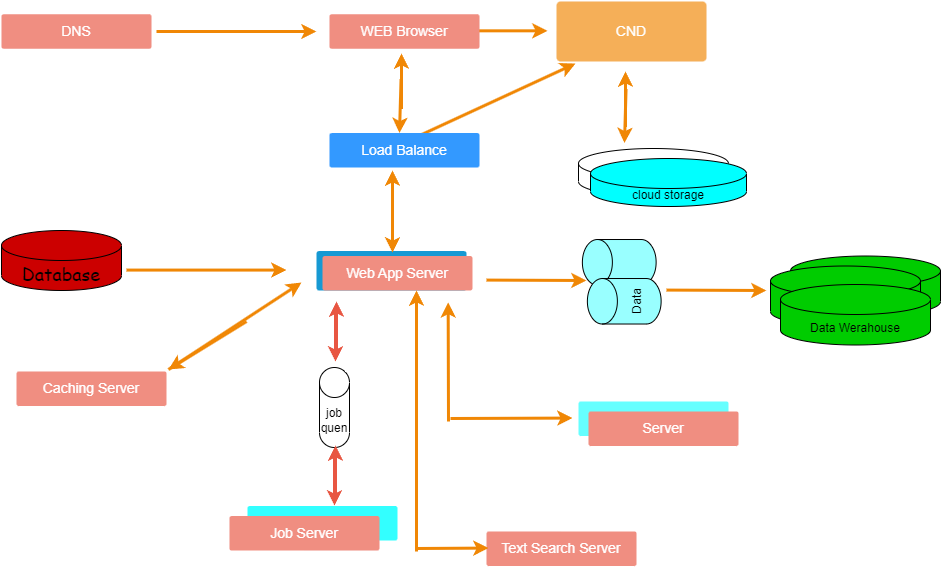 DNS
WEB Browser
CND
Load Balance
cloud storage
Database
Web App Server
Data
Data Werahouse
Caching Server
job
quen
Server
Job Server
Text Search Server